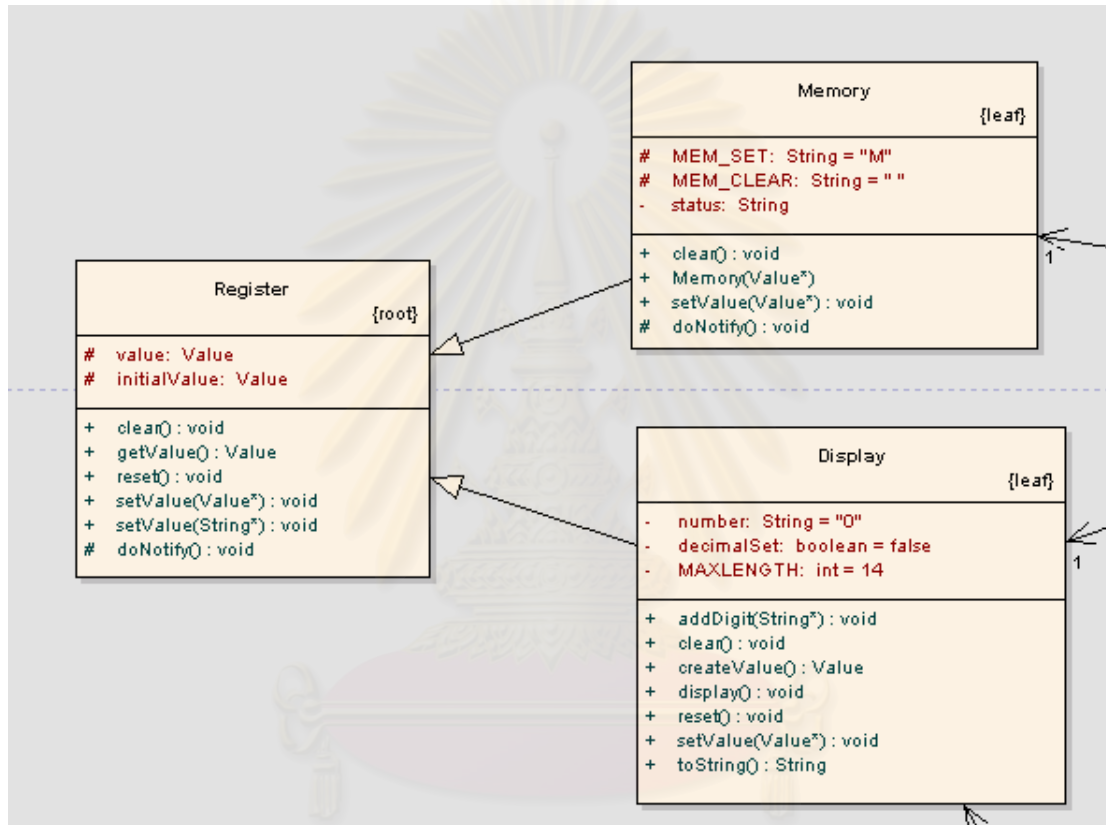 Memory
{leaf}
# MEM_SET: String = "M"
# MEM_CLEAR: String = " "
- status: String
+ clear() : void
+ Memory(Value*)
+ setValue(Value*) : void
# doNotify() : void
1
Register
{root}
# value: Value
# initialValue: Value
+ clear() : void
+ getValue() : Value
+ reset() : void
+ setValue(Value*) : void
+ setValue(String*) : void
# doNotify() : void
Display
{leaf}
- number: String = "0"
- decimalSet: boolean = false
- MAXLENGTH: int = 14
+ addDigit(String*) : void
+ clear() : void
+ createValue() : Value
+ display() : void
+ reset() : void
+ setValue(Value*) : void
+ toString() : String
1